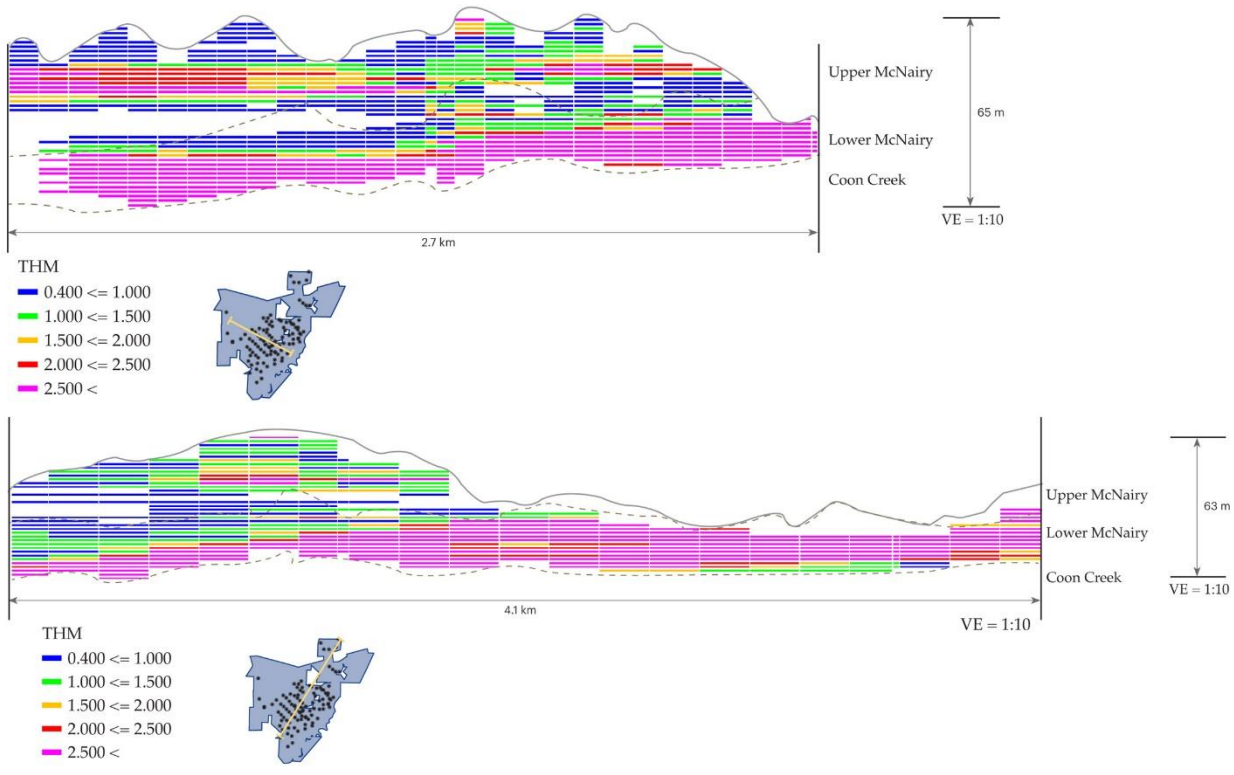 Upper McNairy
65 m
Lower McNairy
Coon Creek
VE = 1:10
2.7 km
THM
0.400 <= 1.000
1.000 <= 1.500
1.500 <= 2.000
2.000 <= 2.500
2.500 <
Upper McNairy
63 m
Lower McNairy
Coon Creek
VE = 1:10
4.1 km
VE = 1:10
THM
0.400 <= 1.000
1.000 <= 1.500
1.500 <= 2.000
2.000 <= 2.500
2.500 <